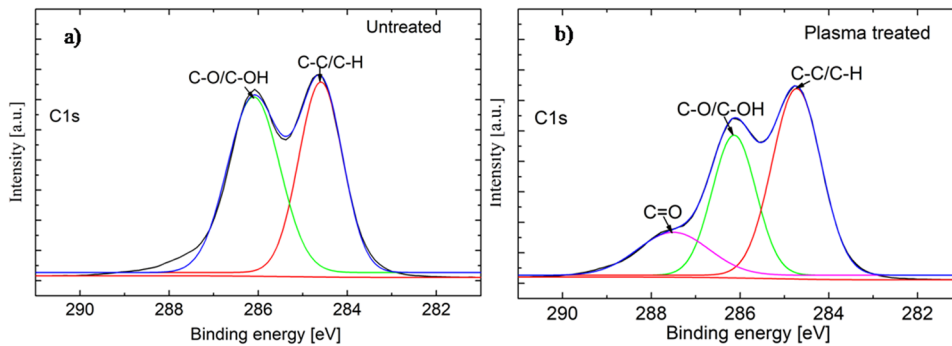 a)
Untreated
C-O/C-OH
C-C/C-H
C1s
Intensity [a.u.]
290 288 286 284 282
Binding energy [eV]
b)
Plasma treated
C-C/C-H
C-O/C-OH
C1s
C=O
Intensity [a.u.]
290 288 286 284 282
Binding energy [eV]